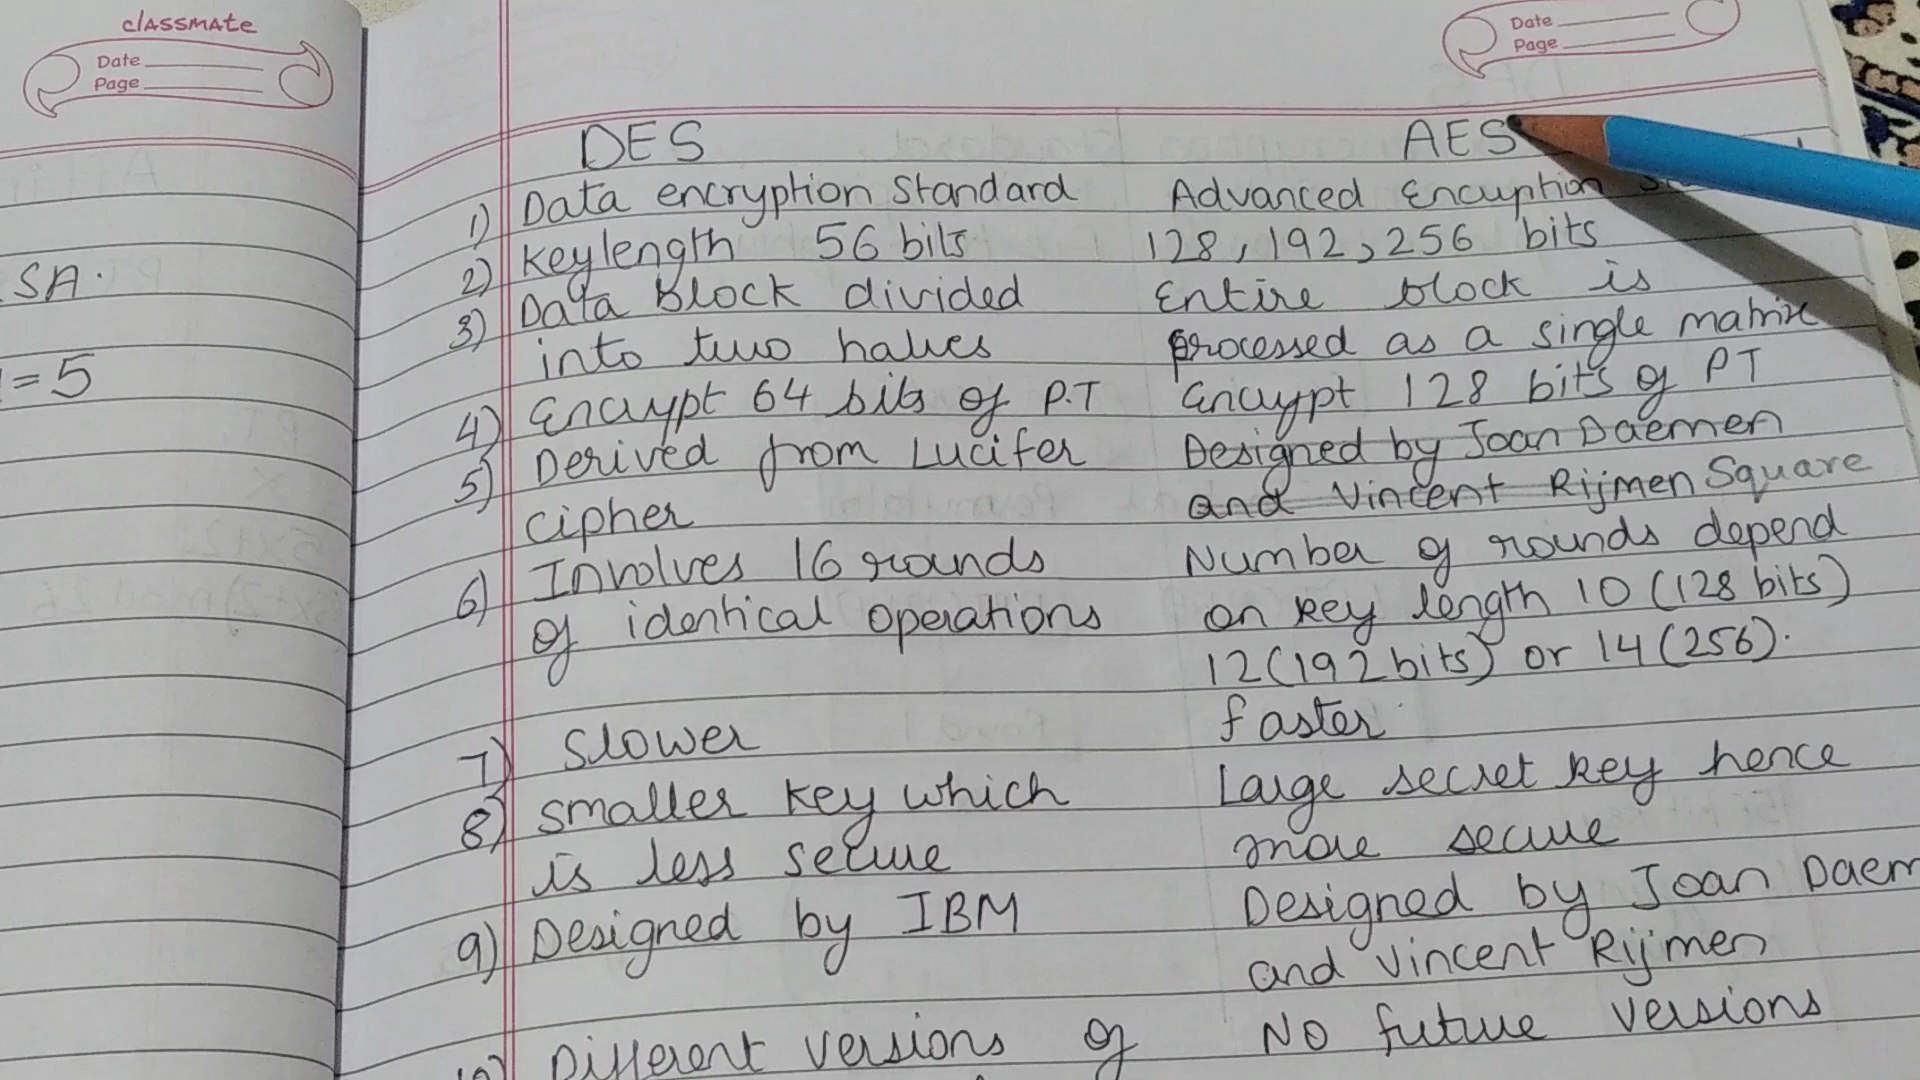 classmate
Date
Page
Date
Page
SA.
= 5
DES AES
1) Data encryption Standard Advanced Encryption
2) Key length 56 bits 128, 192, 256 bits
3) Data Block divided Entire block is
into two halves processed as a single matrix
4) Encrypt 64 bits of P.T Encrypt 128 bits of PT
5) Derived from Lucifer Designed by Joan Daemen
cipher and Vincent Rijmen Square
6) Involves 16 rounds Number of rounds depend
of identical operations on key length 10 (128 bits)
12 (192 bits) or 14 (256).
7) Slower faster
8) smaller key which Large secret key hence
is less secure more secure
9) Designed by IBM Designed by Joan Daem
and Vincent Rijmen
10) Different versions of No future versions